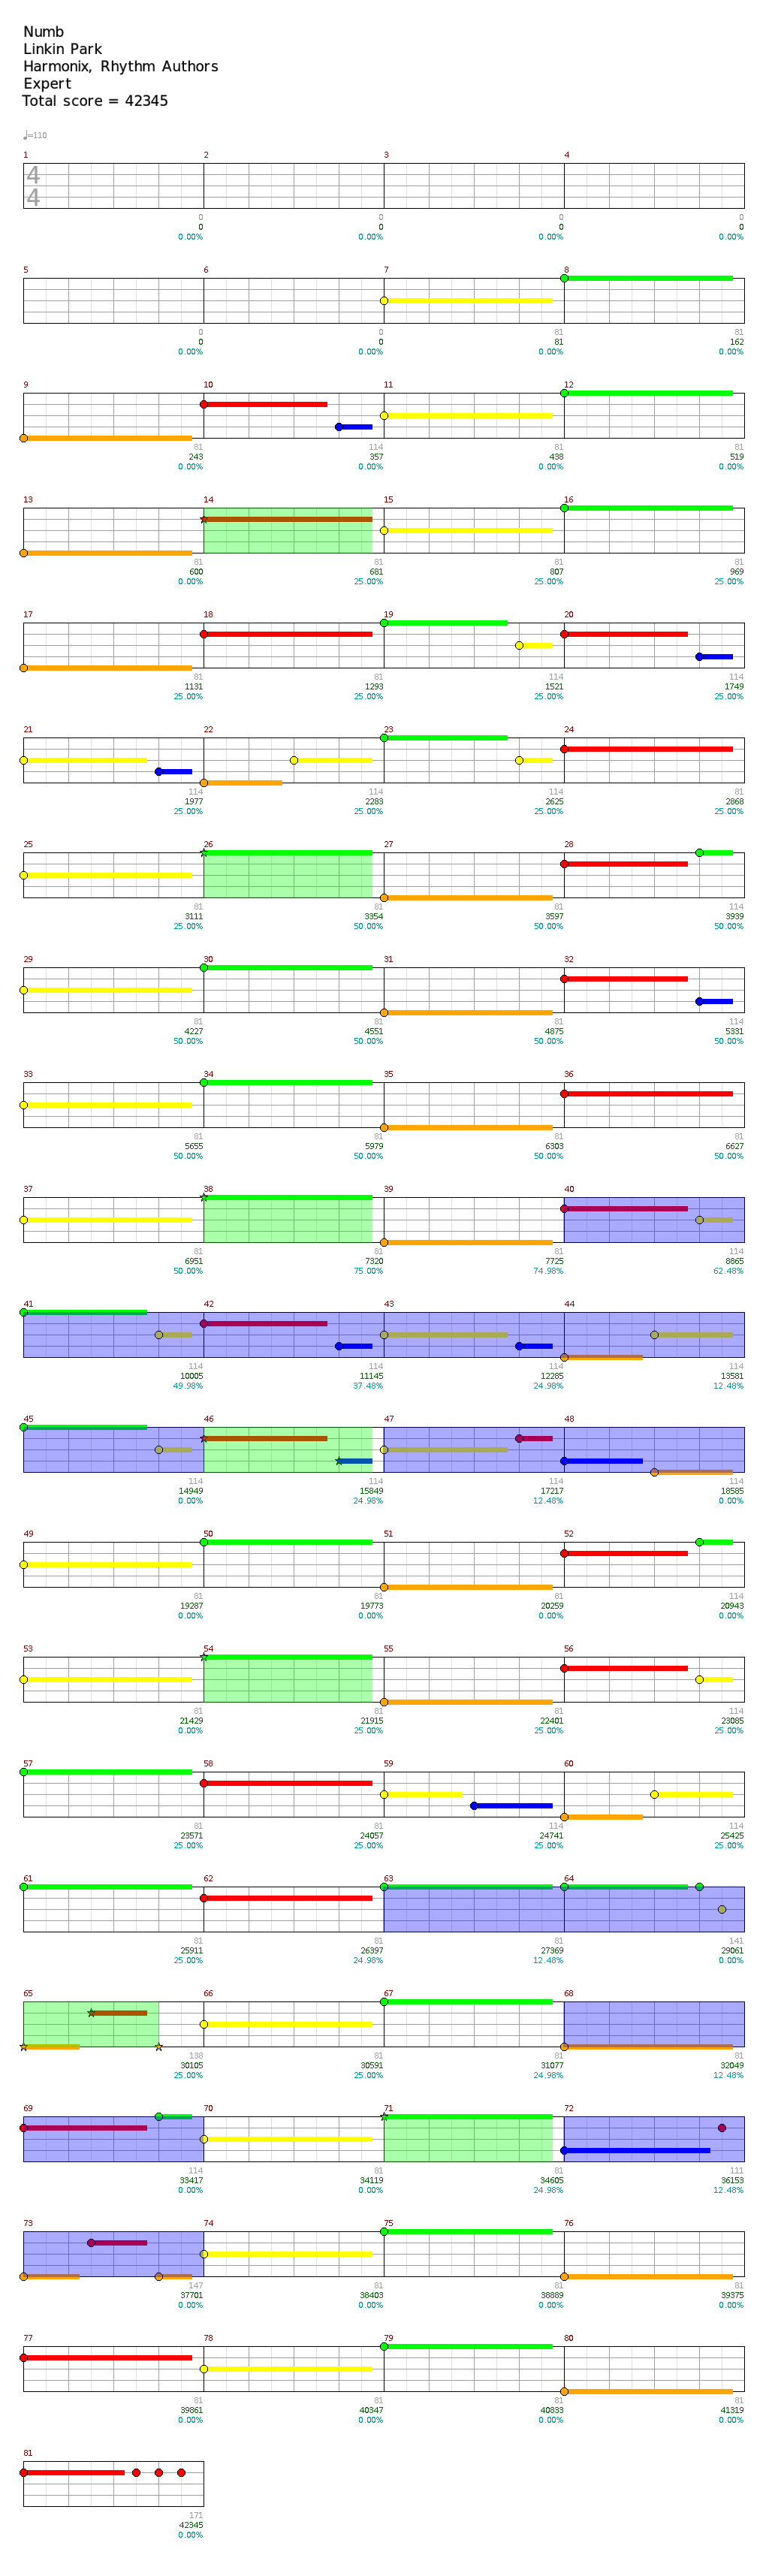 Numb
Linkin Park
Harmonix, Rhythm Authors
Expert
Total score = 42345
♩=110
1 2 3 4
4
4
0 0 0 0
0 0 0 0
0.00% 0.00% 0.00% 0.00%
5 6 7 8
0 0 81 81
0 0 81 162
0.00% 0.00% 0.00% 0.00%
9 10 11 12
81 114 81 81
243 357 438 519
0.00% 0.00% 0.00% 0.00%
13 14 15 16
81 81 81 81
600 681 807 969
0.00% 25.00% 25.00% 25.00%
17 18 19 20
81 81 114 114
1131 1293 1521 1749
25.00% 25.00% 25.00% 25.00%
21 22 23 24
114 114 114 81
1977 2283 2625 2868
25.00% 25.00% 25.00% 25.00%
25 26 27 28
81 81 81 114
3111 3354 3597 3939
25.00% 50.00% 50.00% 50.00%
29 30 31 32
81 81 81 114
4227 4551 4875 5331
50.00% 50.00% 50.00% 50.00%
33 34 35 36
81 81 81 81
5655 5979 6303 6627
50.00% 50.00% 50.00% 50.00%
37 38 39 40
81 81 81 114
6951 7320 7725 8865
50.00% 75.00% 74.98% 62.48%
41 42 43 44
114 114 114 114
10005 11145 12285 13581
49.98% 37.48% 24.98% 12.48%
45 46 47 48
114 114 114 114
14949 15849 17217 18585
0.00% 24.98% 12.48% 0.00%
49 50 51 52
81 81 81 114
19287 19773 20259 20943
0.00% 0.00% 0.00% 0.00%
53 54 55 56
81 81 81 114
21429 21915 22401 23085
0.00% 25.00% 25.00% 25.00%
57 58 59 60
81 81 114 114
23571 24057 24741 25425
25.00% 25.00% 25.00% 25.00%
61 62 63 64
81 81 81 141
25911 26397 27369 29061
25.00% 24.98% 12.48% 0.00%
65 66 67 68
138 81 81 81
30105 30591 31077 32049
25.00% 25.00% 24.98% 12.48%
69 70 71 72
114 81 81 111
33417 34119 34605 36153
0.00% 0.00% 24.98% 12.48%
73 74 75 76
147 81 81 81
37701 38403 38889 39375
0.00% 0.00% 0.00% 0.00%
77 78 79 80
81 81 81 81
39861 40347 40833 41319
0.00% 0.00% 0.00% 0.00%
81
171
42345
0.00%